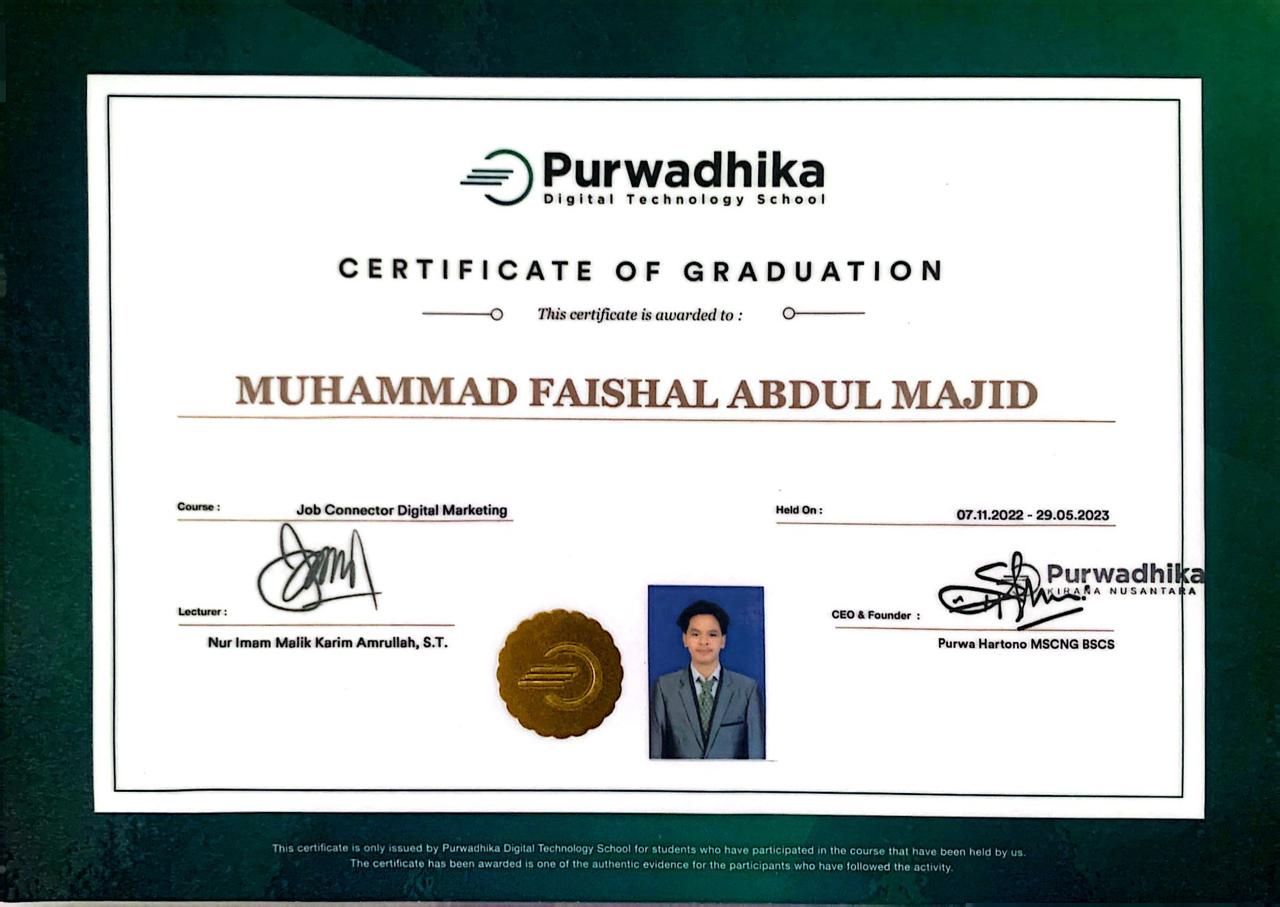 Purwadhika
Digital Technology School
CERTIFICATE OF GRADUATION
This certificate is awarded to :
MUHAMMAD FAISHAL ABDUL MAJID
Course : Job Connector Digital Marketing
Held On : 07.11.2022 - 29.05.2023
Purwadhika
KIRANA NUSANTARA
Lecturer :
Nur Imam Malik Karim Amrullah, S.T.
CEO & Founder :
Purwa Hartono MSCNG BSCS
This certificate is only issued by Purwadhika Digital Technology School for students who have participated in the course that have been held by us.
The certificate has been awarded is one of the authentic evidence for the participants who have followed the activity.